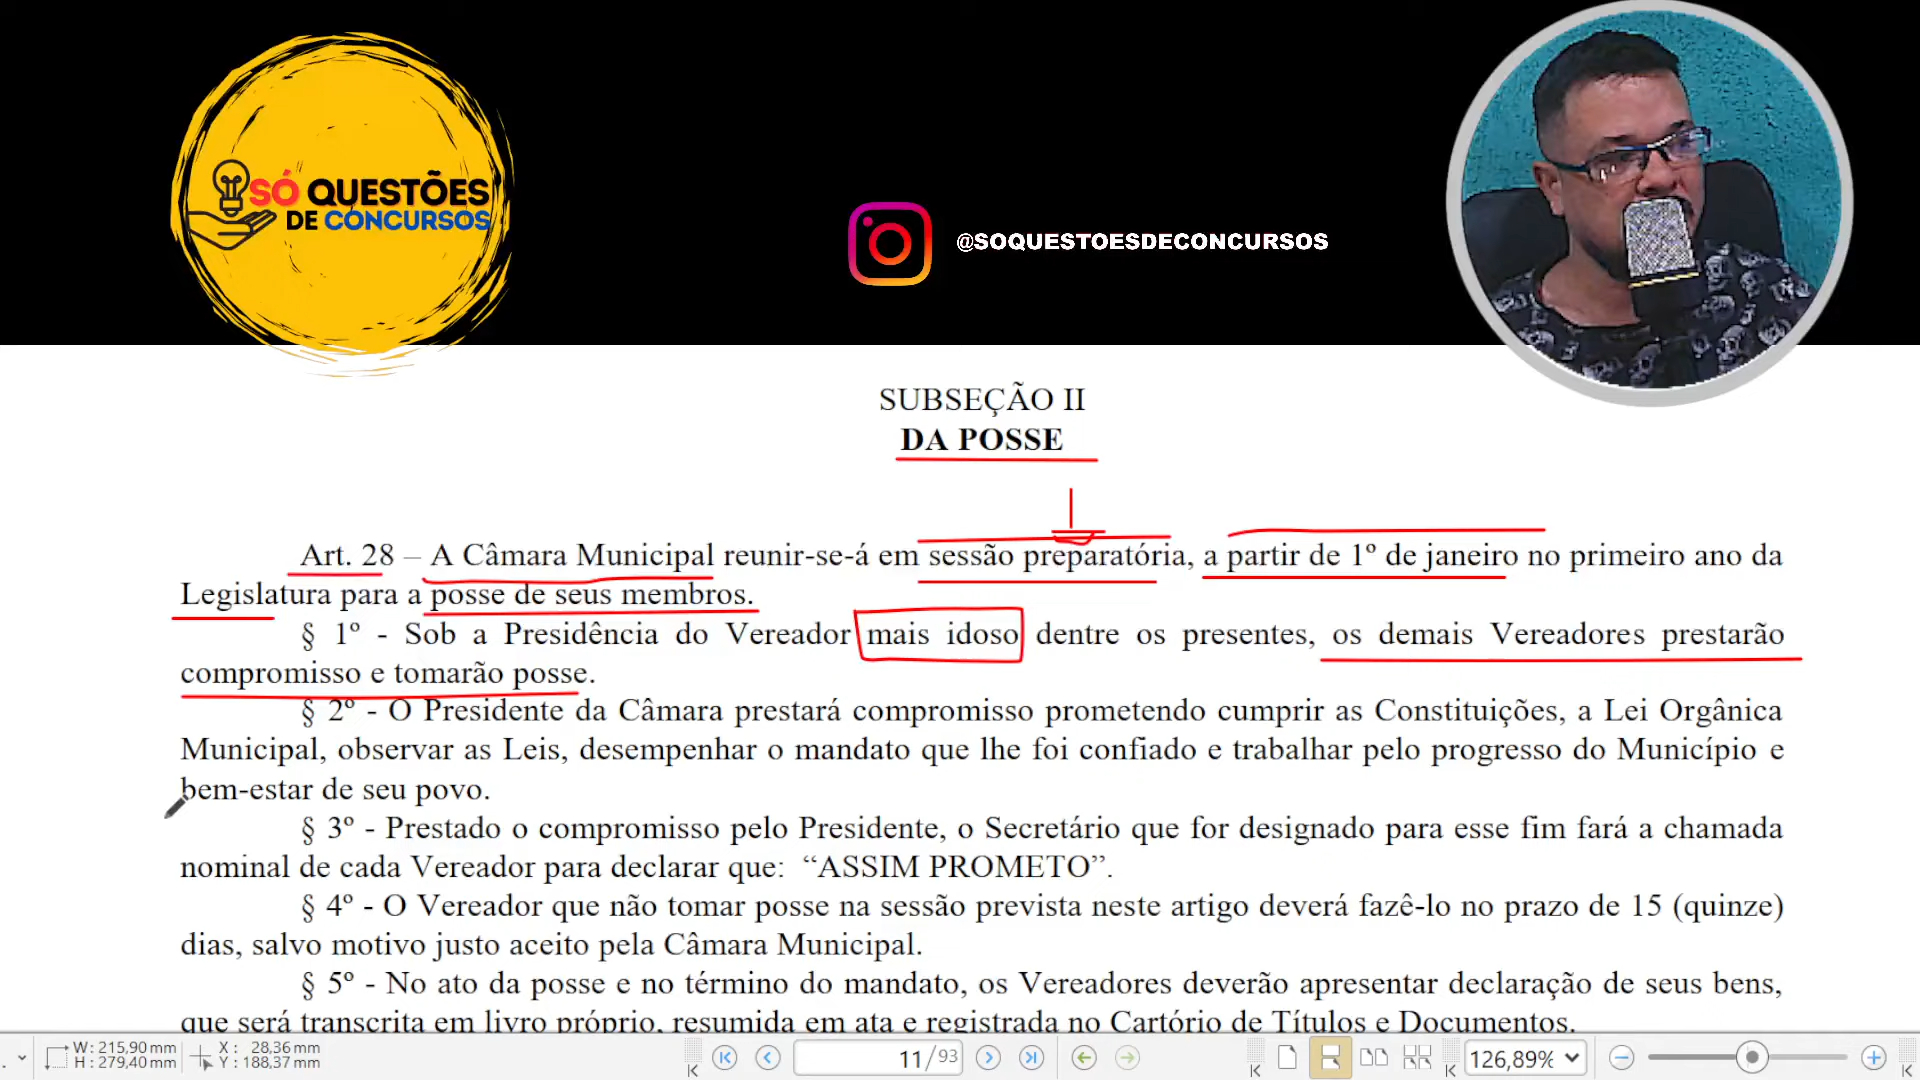 SÓ QUESTÕES
DE CONCURSOS
@SOQUESTOESDECONCURSOS
SUBSEÇÃO II
DA POSSE
Art. 28 – A Câmara Municipal reunir-se-á em sessão preparatória, a partir de 1º de janeiro no primeiro ano da
Legislatura para a posse de seus membros.
§ 1º - Sob a Presidência do Vereador mais idoso dentre os presentes, os demais Vereadores prestarão
compromisso e tomarão posse.
§ 2º - O Presidente da Câmara prestará compromisso prometendo cumprir as Constituições, a Lei Orgânica
Municipal, observar as Leis, desempenhar o mandato que lhe foi confiado e trabalhar pelo progresso do Município e
bem-estar de seu povo.
§ 3º - Prestado o compromisso pelo Presidente, o Secretário que for designado para esse fim fará a chamada
nominal de cada Vereador para declarar que: “ASSIM PROMETO”.
§ 4º - O Vereador que não tomar posse na sessão prevista neste artigo deverá fazê-lo no prazo de 15 (quinze)
dias, salvo motivo justo aceito pela Câmara Municipal.
§ 5º - No ato da posse e no término do mandato, os Vereadores deverão apresentar declaração de seus bens,
que será transcrita em livro próprio, resumida em ata e registrada no Cartório de Títulos e Documentos.
W: 215,90 mm X: 28,36 mm 11 / 93 126,89%
H: 279,40 mm Y: 188,37 mm